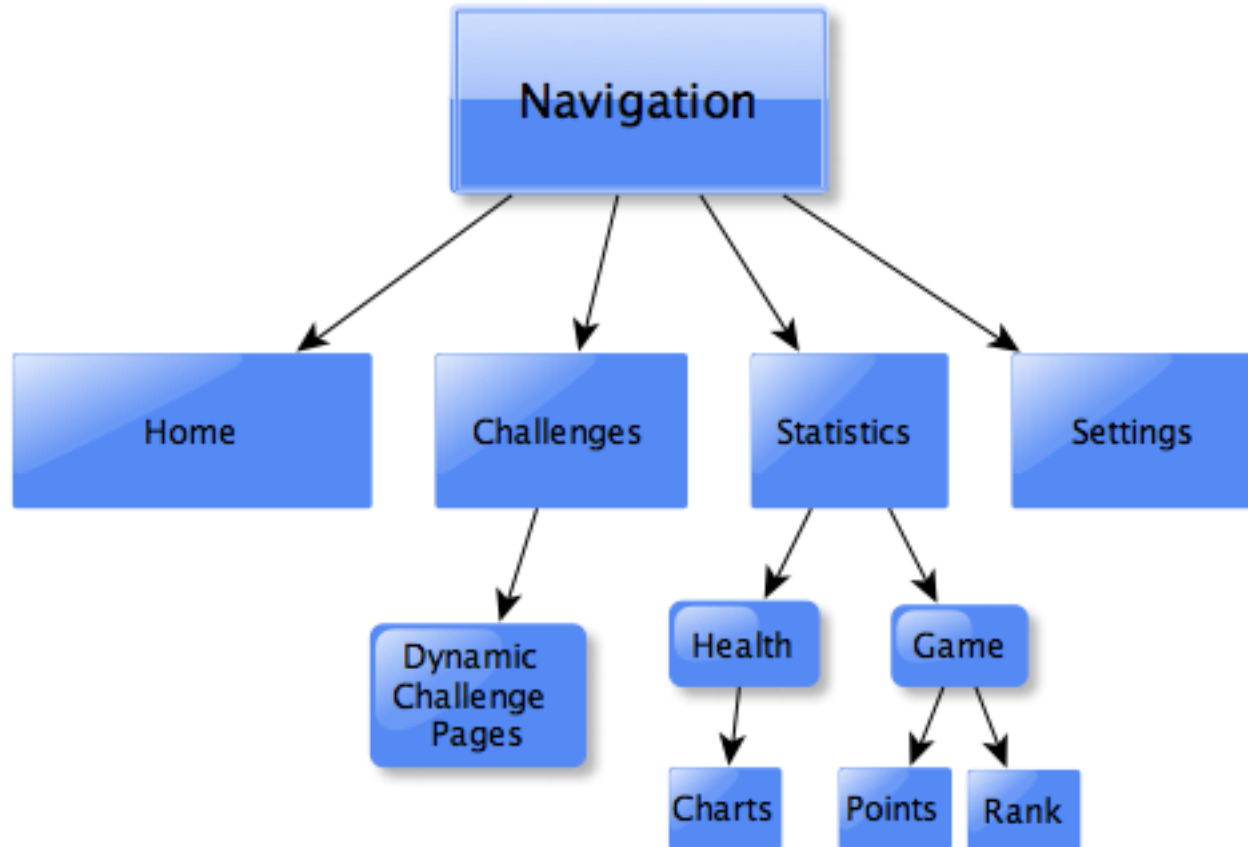 Navigation
Home
Challenges
Statistics
Settings
Dynamic
Challenge
Pages
Health
Game
Charts
Points
Rank